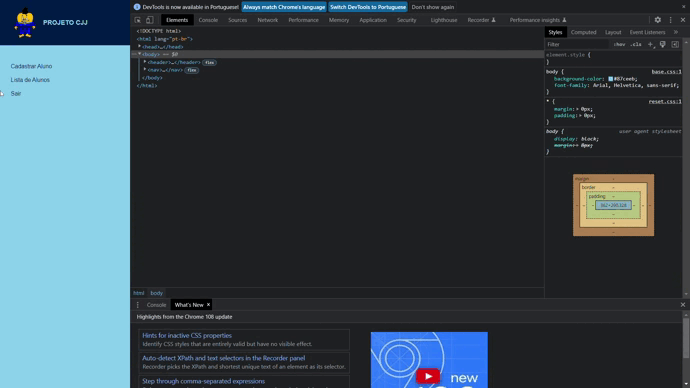 PROJETO CJJ
Cadastrar Aluno
Lista de Alunos
Sair
DevTools is now available in Portuguese! Always match Chrome's language Switch DevTools to Portuguese Don't show again
Elements Console Sources Network Performance Memory Application Security Lighthouse Recorder Performance insights
<!DOCTYPE html>
<html lang="pt-br">
<head>…</head>
<body> == $0
<header>…</header> flex
<nav>…</nav> flex
</body>
</html>
html body
Styles Computed Layout Event Listeners
Filter :hov .cls
element.style {
}
body { base.css:1
background-color: #87ceeb;
font-family: Arial, Helvetica, sans-serif;
}
* { reset.css:1
margin: 0px;
padding: 0px;
}
body { user agent stylesheet
display: block;
margin: 8px;
}
margin -
border -
padding -
Console What's New
Highlights from the Chrome 108 update
Hints for inactive CSS properties
Identify CSS styles that are entirely valid but have no visible effect.
Auto-detect XPath and text selectors in the Recorder panel
Recorder picks the XPath and shortest unique text of an element as its selector.
Step through comma-separated expressions
new